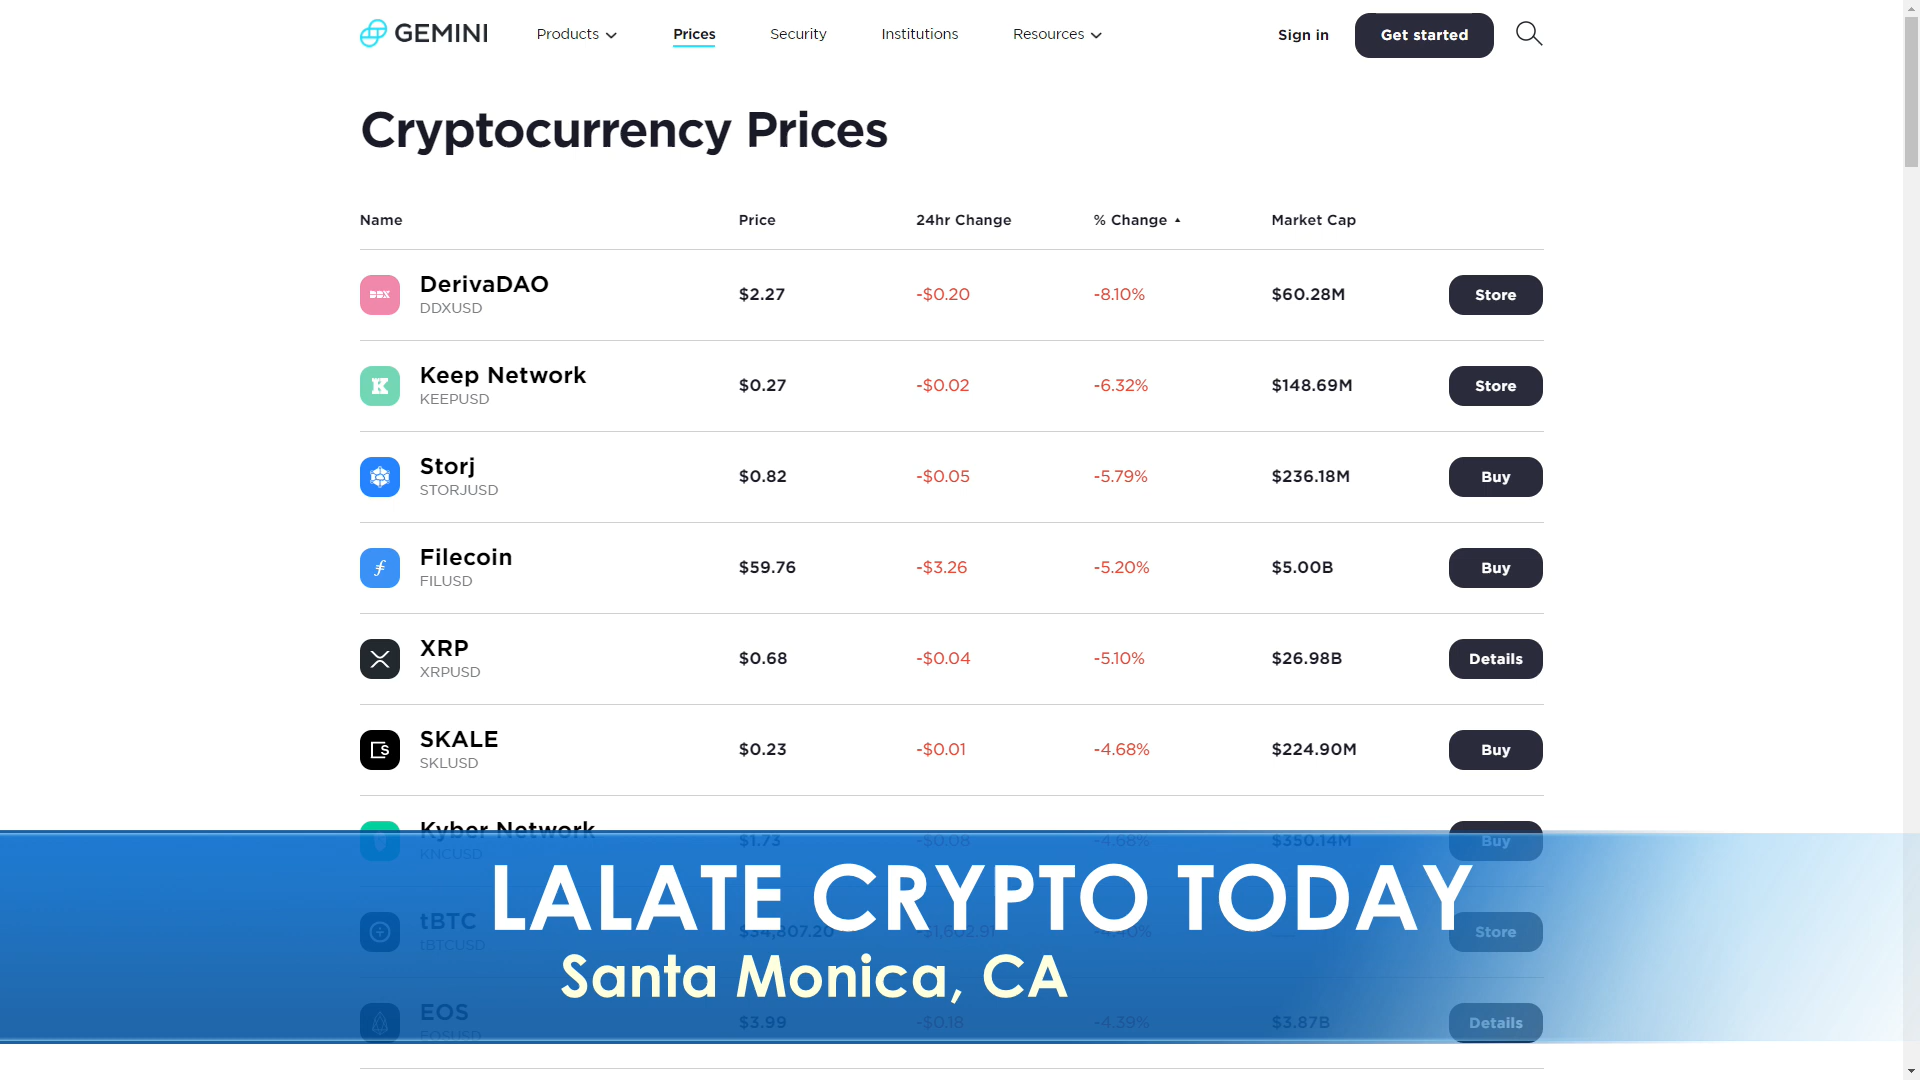 GEMINI Products Prices Security Institutions Resources Sign in Get started
Cryptocurrency Prices
Name Price 24hr Change % Change Market Cap
DDX DerivaDAO $2.27 -$0.20 -8.10% $60.28M Store
DDXUSD
K Keep Network $0.27 -$0.02 -6.32% $148.69M Store
KEEPUSD
Storj $0.82 -$0.05 -5.79% $236.18M Buy
STORJUSD
Filecoin $59.76 -$3.26 -5.20% $5.00B Buy
FILUSD
XRP $0.68 -$0.04 -5.10% $26.98B Details
XRPUSD
SKALE $0.23 -$0.01 -4.68% $224.90M Buy
SKLUSD
Kyber Network $1.73 -$0.08 -4.68% $350.14M Buy
KNCUSD
LALATE CRYPTO TODAY
tBTC Store
tBTCUSD
Santa Monica, CA
EOS $3.99 -$0.18 -4.39% $3.87B Details
EOSUSD